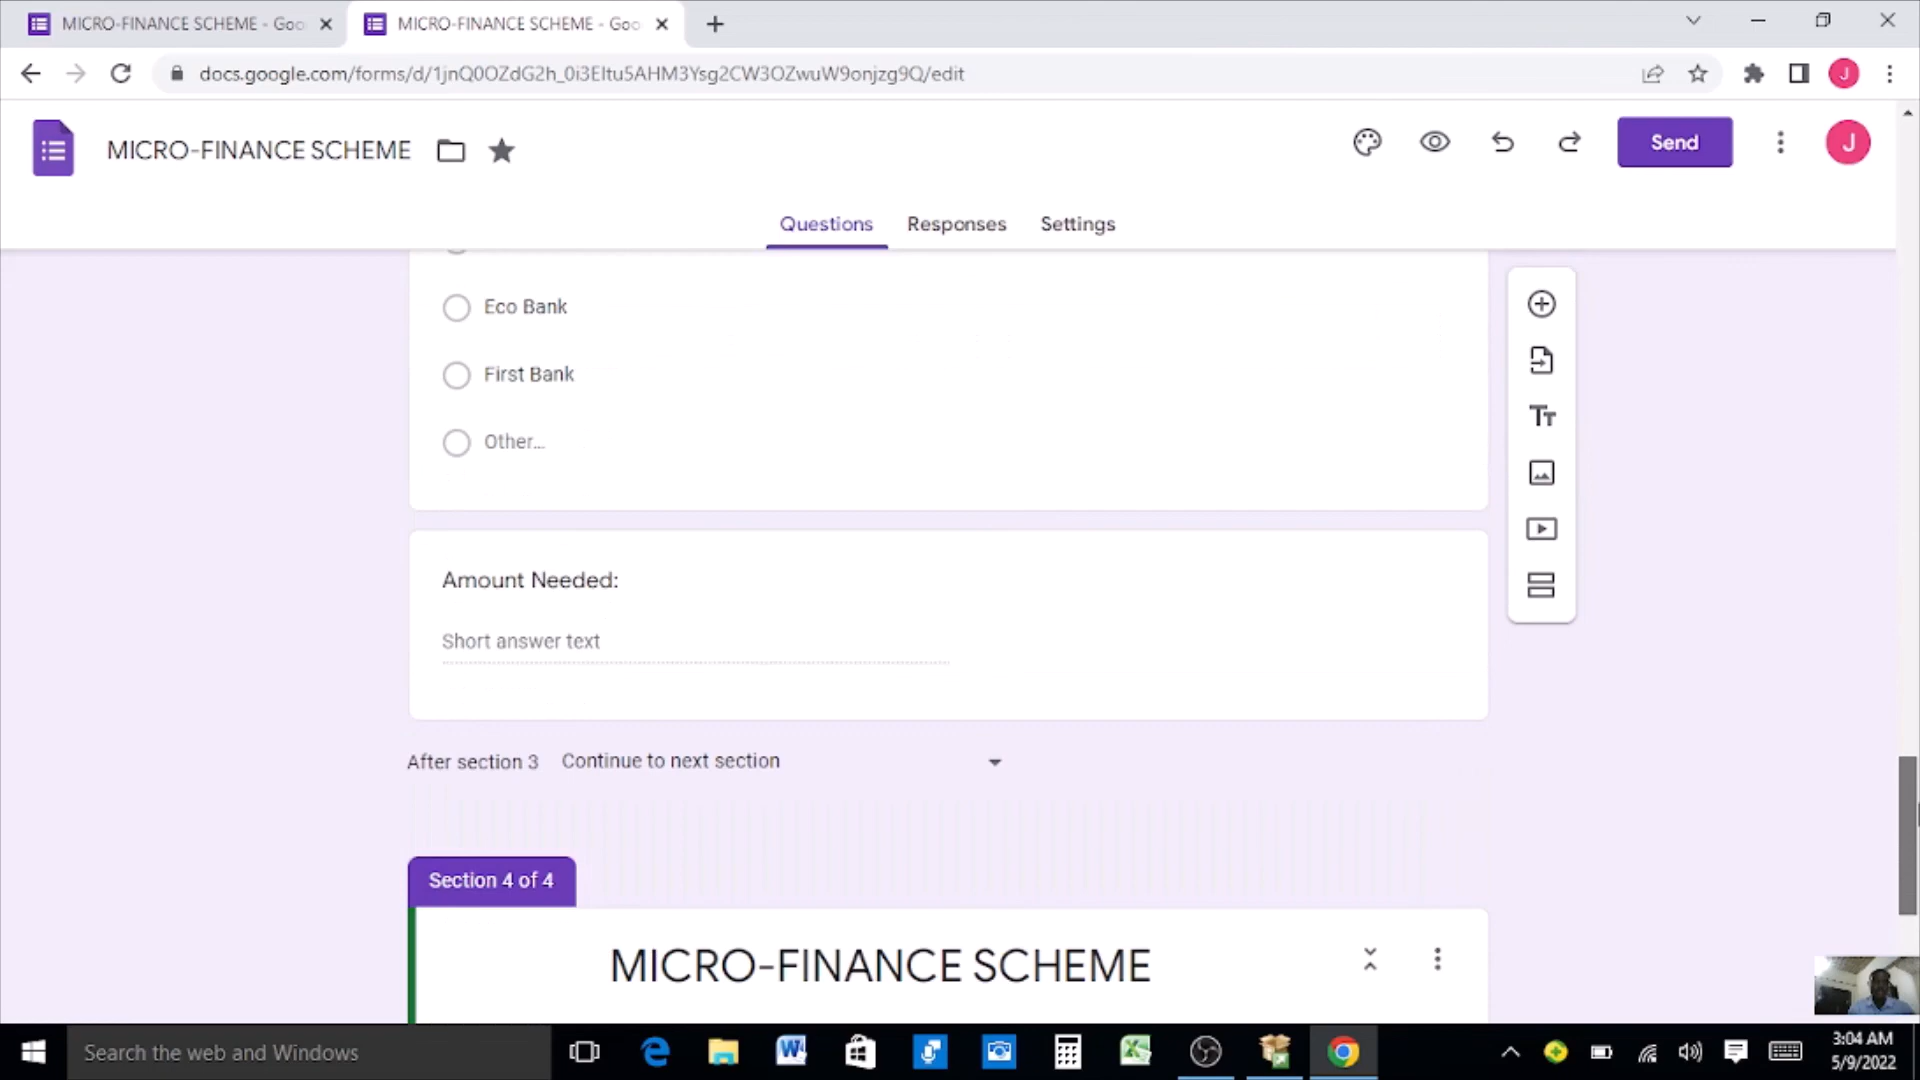 MICRO-FINANCE SCHEME - Goo
MICRO-FINANCE SCHEME - Goo
docs.google.com/forms/d/1jnQ0OZdG2h_0i3EItu5AHM3Ysg2CW3OZwuW9onjzg9Q/edit
J
MICRO-FINANCE SCHEME
Send
J
Questions
Responses
Settings
Eco Bank
First Bank
Other...
Tт
Amount Needed:
Short answer text
After section 3
Continue to next section
Section 4 of 4
MICRO-FINANCE SCHEME
Search the web and Windows
3:04 AM
5/9/2022